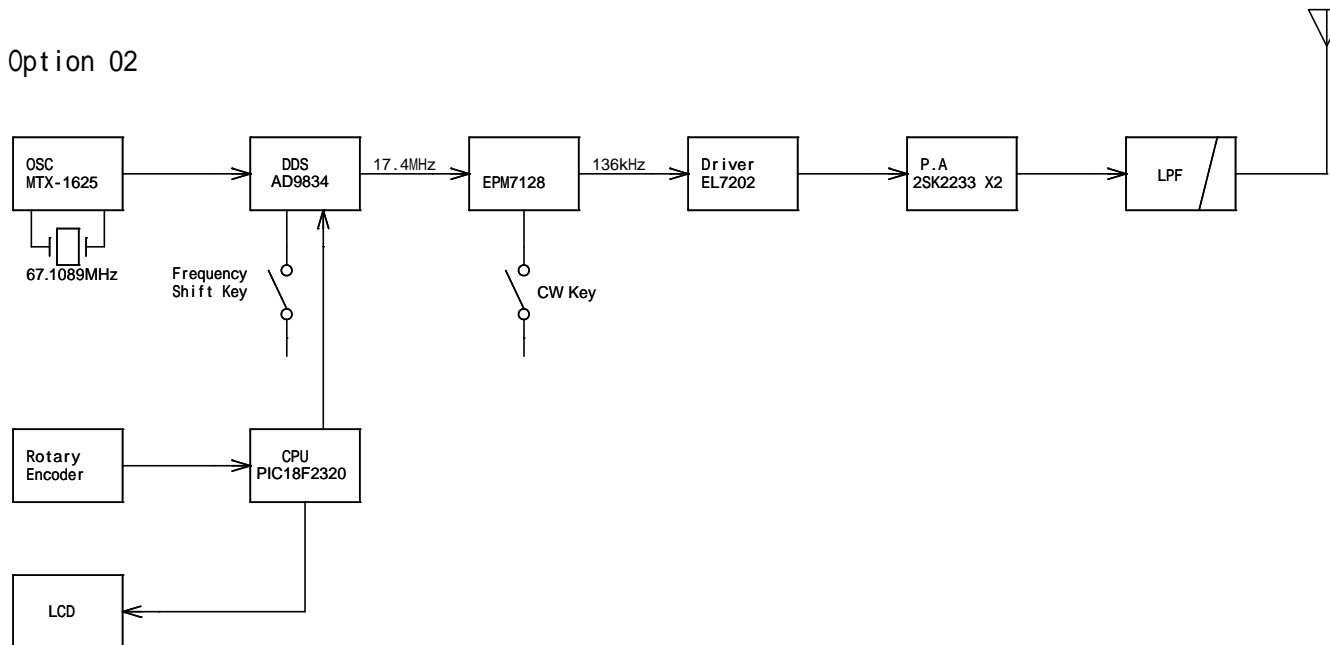 Option 02
OSC
MTX-1625
67.1089MHz
DDS
AD9834
17.4MHz
EPM7128
136kHz
Driver
EL7202
P.A
2SK2233 X2
LPF
Frequency
Shift Key
CW Key
Rotary
Encoder
CPU
PIC18F2320
LCD